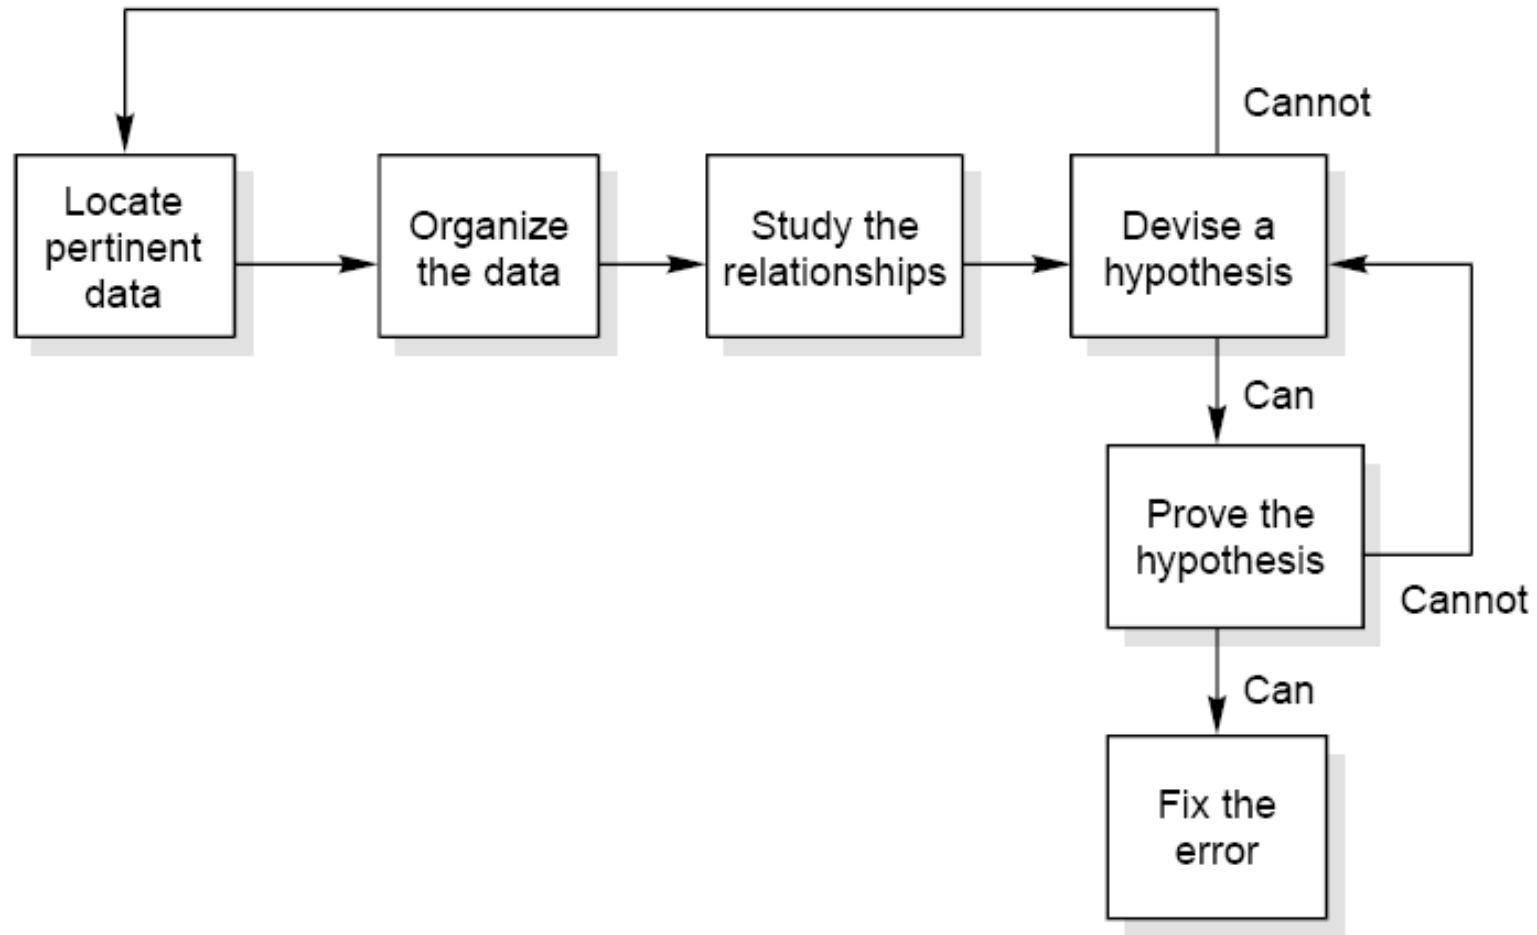 Cannot
Locate
pertinent
data
Organize
the data
Study the
relationships
Devise a
hypothesis
Can
Prove the
hypothesis
Cannot
Can
Fix the
error